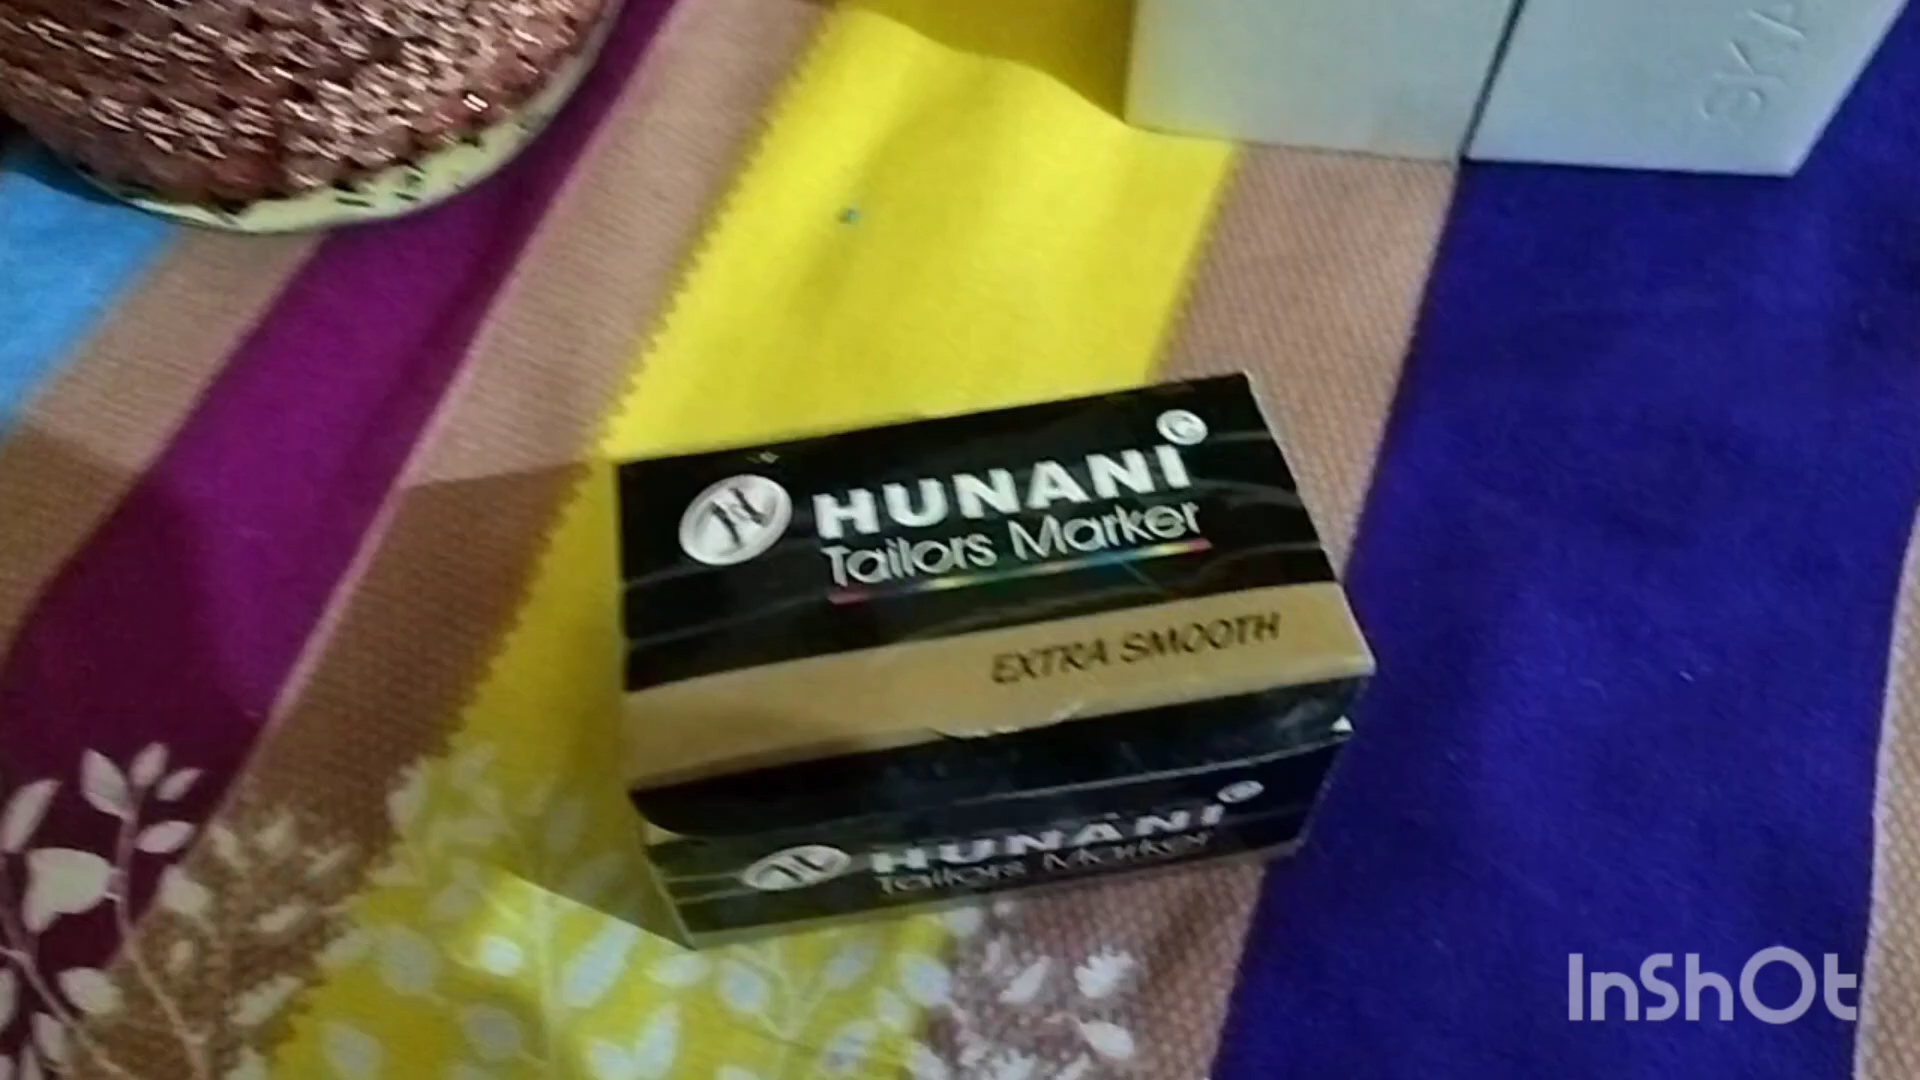 HUNANI®
Tailors Marker
EXTRA SMOOTH
HUNANI®
Tailors Marker
InShOt